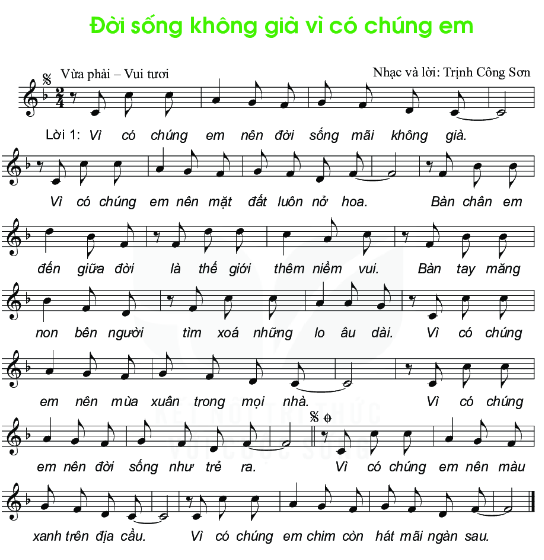 Đời sống không già vì có chúng em
Vừa phải – Vui tươi
Nhạc và lời: Trịnh Công Sơn
2
4
Lời 1: Vì có chúng em nên đời sống mãi không già.
Vì có chúng em nên mặt đất luôn nở hoa. Bàn chân em
đến giữa đời là thế giới thêm niềm vui. Bàn tay măng
non bên người tìm xoá những lo âu dài. Vì có chúng
em nên mùa xuân trong mọi nhà. Vì có chúng
em nên đời sống như trẻ ra. Vì có chúng em nên màu
xanh trên địa cầu. Vì có chúng em chim còn hát mãi ngàn sau.